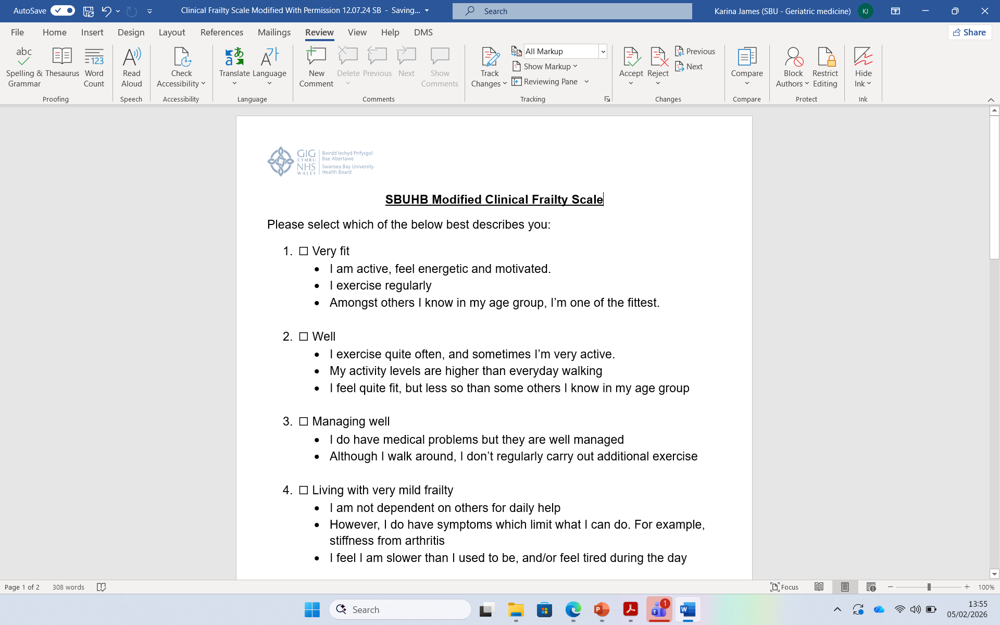 AutoSave
Clinical Frailty Scale Modified With Permission 12.07.24 SB - Saving...
Search
Karina James (SBU - Geriatric medicine)
KJ
File Home Insert Design Layout References Mailings Review View Help DMS
Share
abc
Spelling & Grammar
Thesaurus
123
Word Count
Proofing
Read Aloud
Speech
Check Accessibility
Accessibility
Translate
Language
Language
New Comment
Delete
Previous
Next
Show Comments
Comments
Track Changes
All Markup
Show Markup
Reviewing Pane
Tracking
Accept
Reject
Previous
Next
Changes
Compare
Compare
Block Authors
Restrict Editing
Protect
Hide Ink
Ink
GIG
CYMRU
NHS
WALES
Bwrdd Iechyd Prifysgol
Bae Abertawe
Swansea Bay University
Health Board
SBUHB Modified Clinical Frailty Scale
Please select which of the below best describes you:
1. ☐ Very fit
• I am active, feel energetic and motivated.
• I exercise regularly
• Amongst others I know in my age group, I’m one of the fittest.
2. ☐ Well
• I exercise quite often, and sometimes I’m very active.
• My activity levels are higher than everyday walking
• I feel quite fit, but less so than some others I know in my age group
3. ☐ Managing well
• I do have medical problems but they are well managed
• Although I walk around, I don’t regularly carry out additional exercise
4. ☐ Living with very mild frailty
• I am not dependent on others for daily help
• However, I do have symptoms which limit what I can do. For example,
stiffness from arthritis
• I feel I am slower than I used to be, and/or feel tired during the day
Page 1 of 2 308 words
Focus
100%
Search
1
13:55
05/02/2026